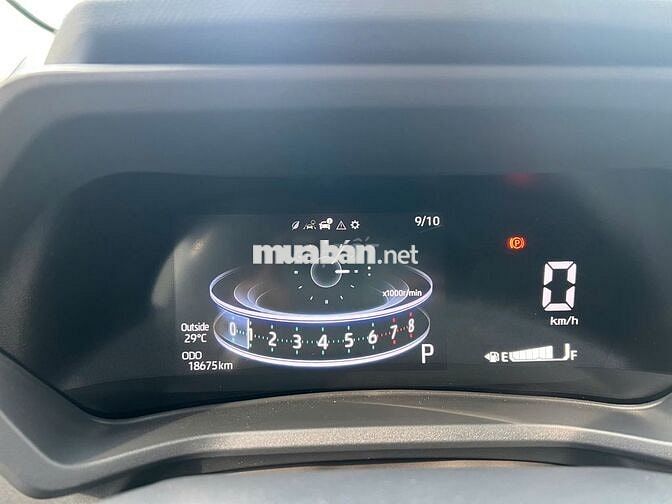 9/10
muaban.net
x1000r/min
0 1 2 3 4 5 6 7 8
Outside
29°C
ODO
18675km
P
P
0
km/h
E F